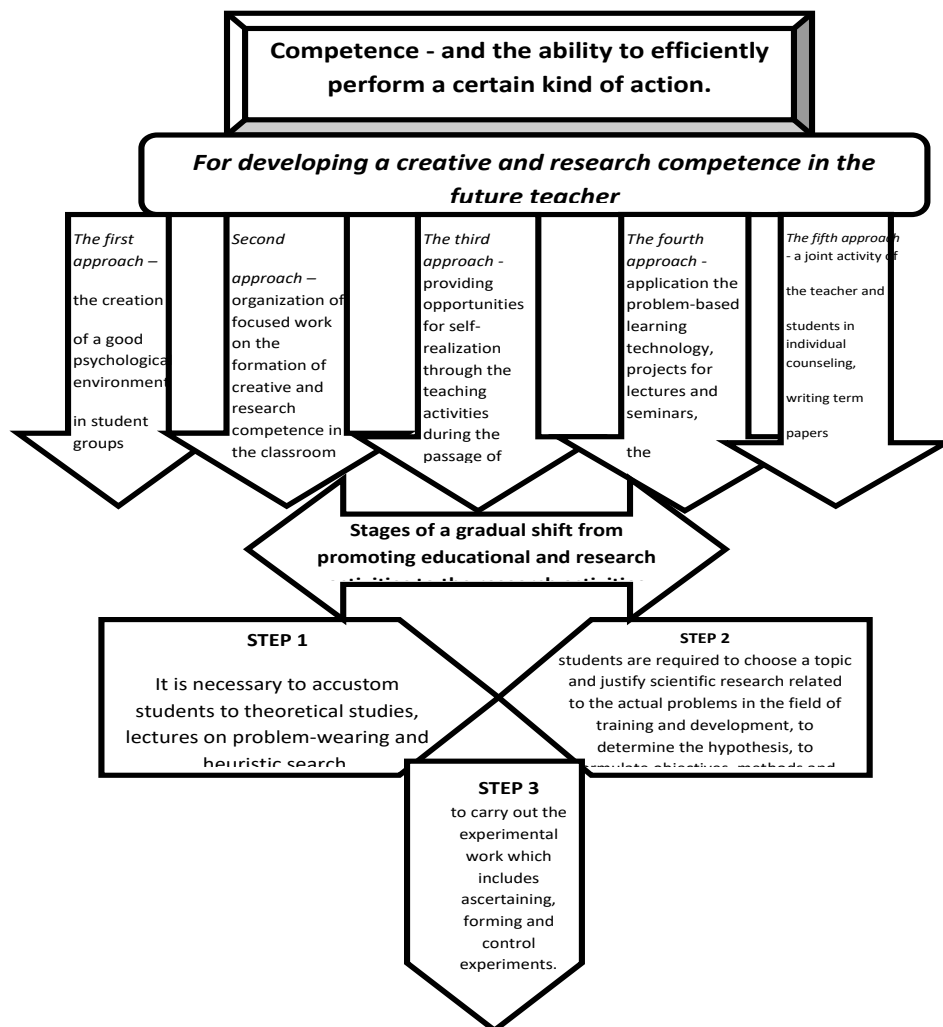 Competence - and the ability to efficiently
perform a certain kind of action.
For developing a creative and research competence in the
future teacher
The first
approach –
the creation
of a good
psychological
environment
in student
groups
Second
approach –
organization of
focused work
on the
formation of
creative and
research
competence in
the classroom
The third
approach -
providing
opportunities
for self-
realization
through the
teaching
activities
during the
passage of
The fourth
approach -
application the
problem-based
learning
technology,
projects for
lectures and
seminars,
the
The fifth approach
- a joint activity of
the teacher and
students in
individual
counseling,
writing term
papers
Stages of a gradual shift from
promoting educational and research
STEP 1
It is necessary to accustom
students to theoretical studies,
lectures on problem-wearing and
heuristic search
STEP 2
students are required to choose a topic
and justify scientific research related
to the actual problems in the field of
training and development, to
determine the hypothesis, to
formulate objectives, methods and
STEP 3
to carry out the
experimental
work which
includes
ascertaining,
forming and
control
experiments.